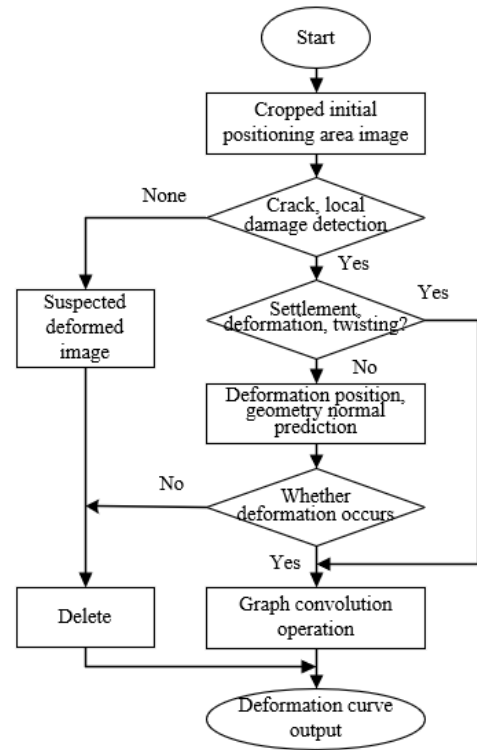 Start
Cropped initial
positioning area image
None
Crack, local
damage detection
Yes
Suspected
deformed
image
Settlement,
deformation, twisting?
Yes
No
Deformation position,
geometry normal
prediction
No
Whether
deformation occurs
Yes
Delete
Graph convolution
operation
Deformation curve
output